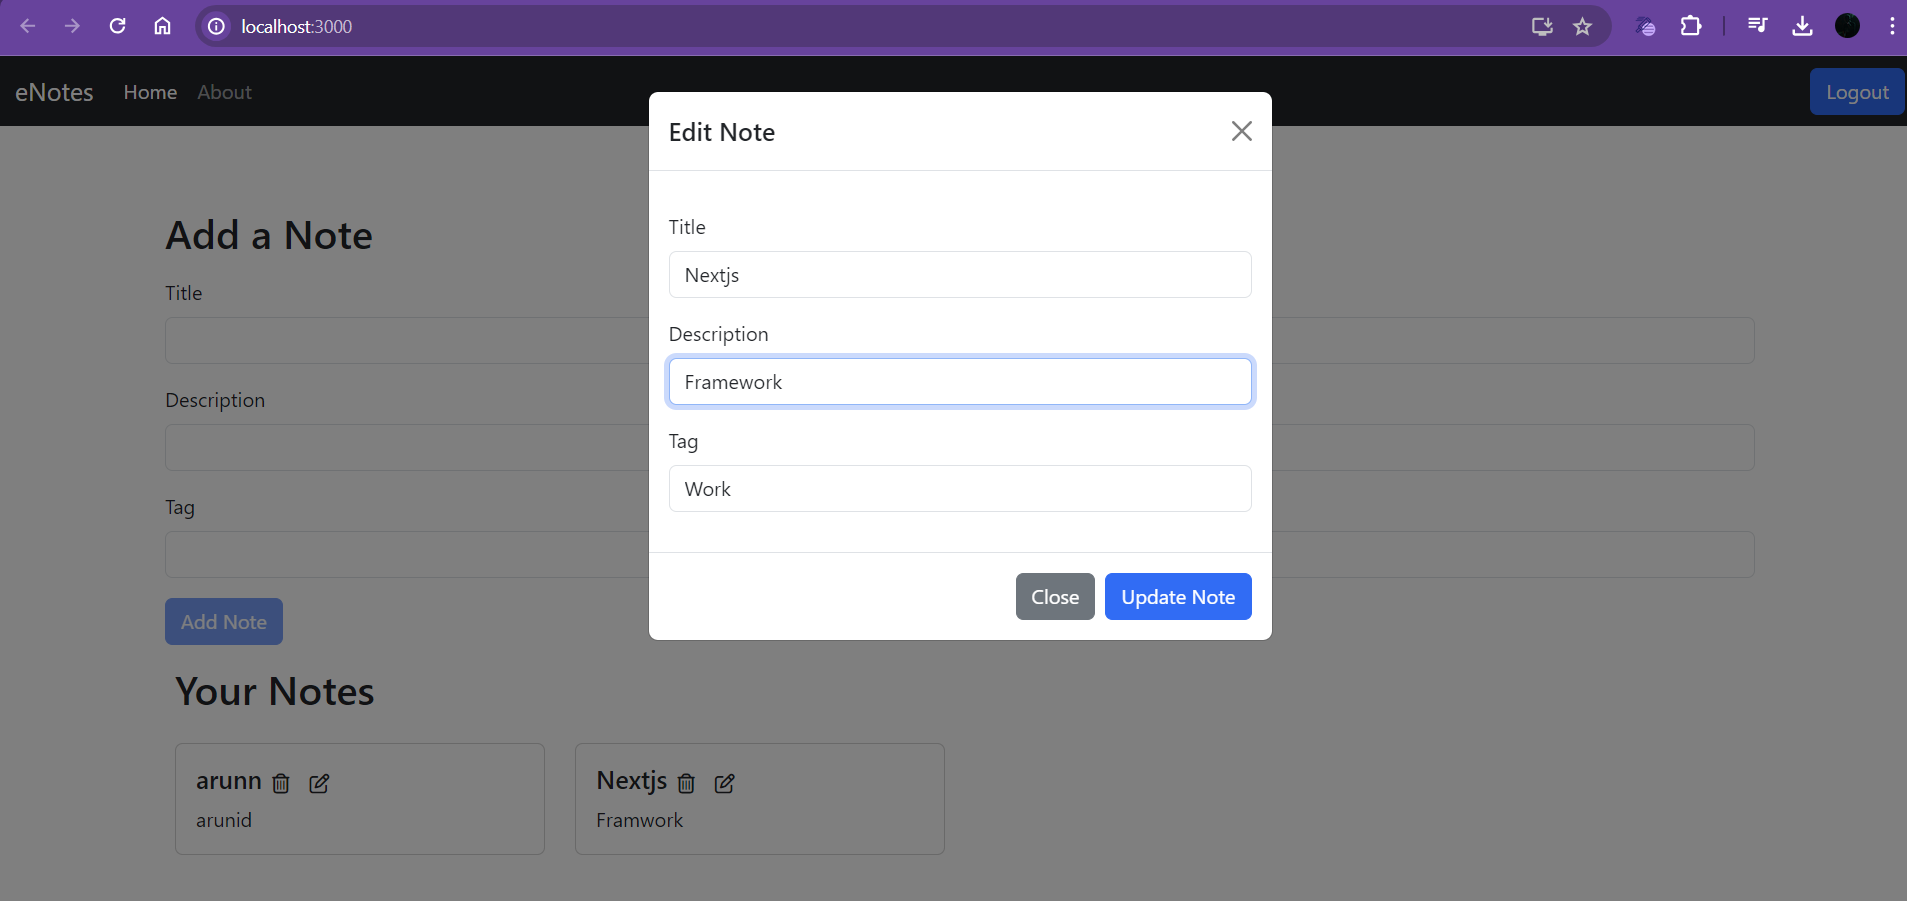 localhost:3000
eNotes Home About Logout
Edit Note
Title
Nextjs
Description
Framework
Tag
Work
Close Update Note
Add a Note
Title
Description
Tag
Add Note
Your Notes
arunn
arunid
Nextjs
Framwork